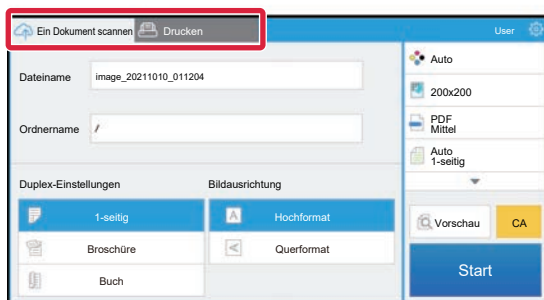 Ein Dokument scannen Drucken User
Dateiname image_20211010_011204
Ordnername /
Duplex-Einstellungen Bildausrichtung
1-seitig A Hochformat
Broschüre Querformat
Buch
Auto
200x200
PDF
Mittel
Auto
1-seitig
Vorschau CA
Start